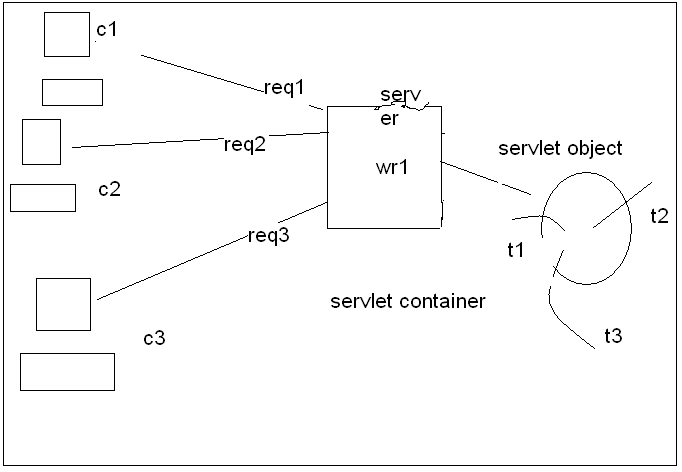 c1
req1
serv
er
req2
wr1
servlet object
c2
t2
req3
t1
servlet container
c3
t3